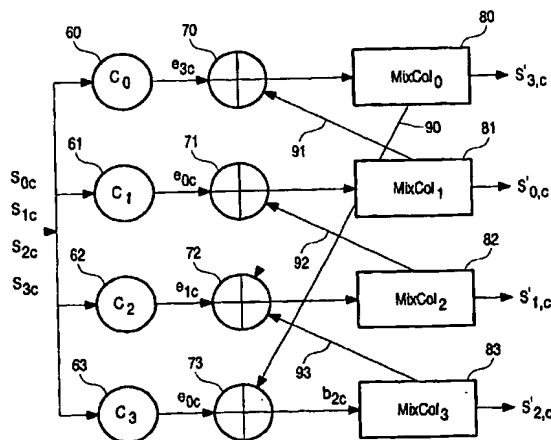 60
70
80
C0
e3c
MixCol0
S'3,c
90
91
61
71
81
S0c
S1c
S2c
S3c
C1
e0c
MixCol1
S'0,c
92
62
72
82
C2
e1c
MixCol2
S'1,c
93
63
73
83
C3
e0c
b2c
MixCol3
S'2,c